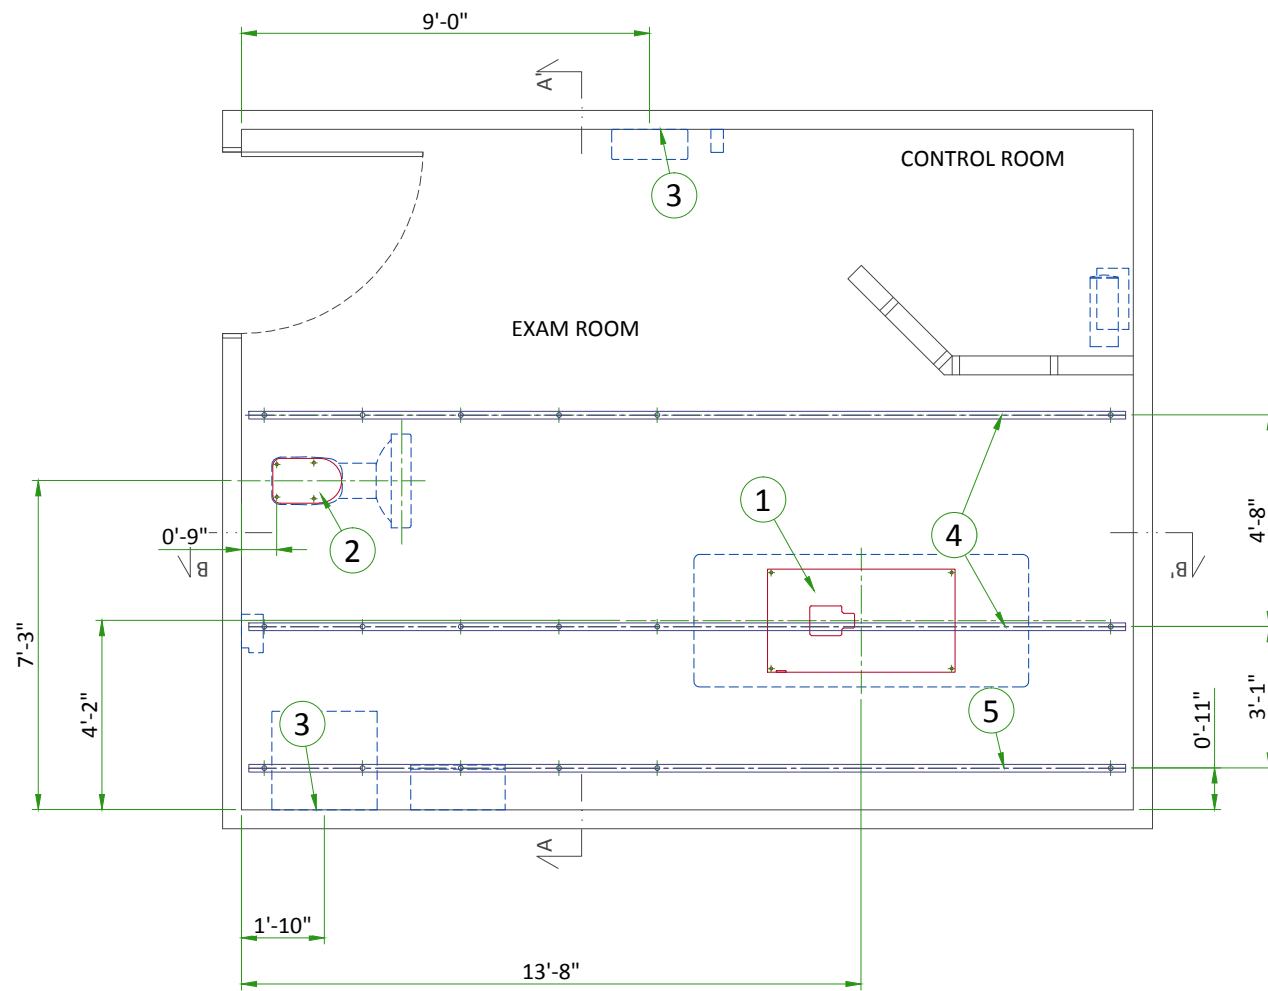 9'-0"
A'
CONTROL ROOM
3
EXAM ROOM
1
4
4'-8"
0'-9"
2
B
B'
7'-3"
4'-2"
3
5
0'-11"
3'-1"
A
1'-10"
13'-8"